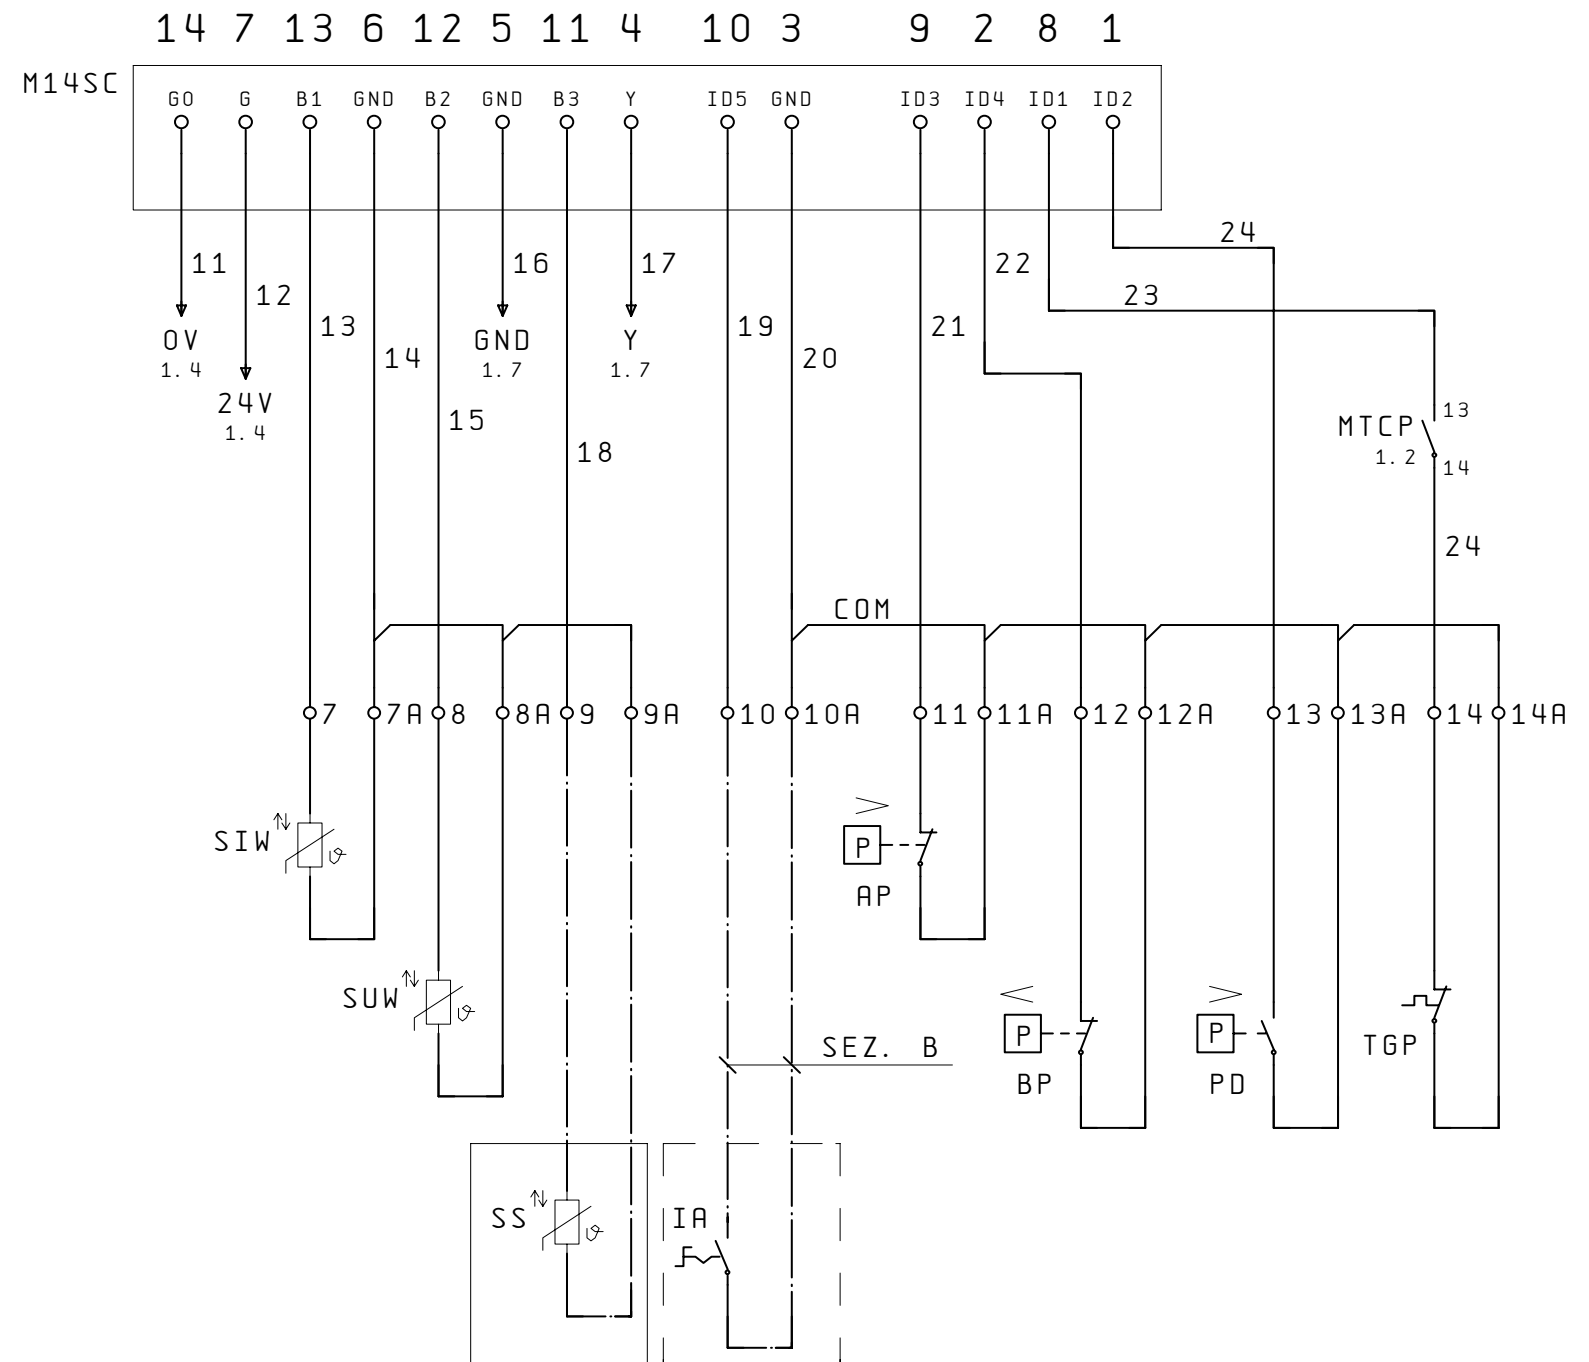 14 7 13 6 12 5 11 4 10 3 9 2 8 1
M14SC
G0 G B1 GND B2 GND B3 Y ID5 GND ID3 ID4 ID1 ID2
24
11 16 17 22
12 23
13 19 21
0V GND Y
14 20
1.4 1.7 1.7
24V
13
15 MTCP
1.4
18 1.2
14
24
COM
7 7A 8 8A 9 9A 10 10A 11 11A 12 12A 13 13A 14 14A
>
SIW ϑ P
AP
SUW ϑ < >
P P
SEZ. B TGP
BP PD
SS ϑ IA